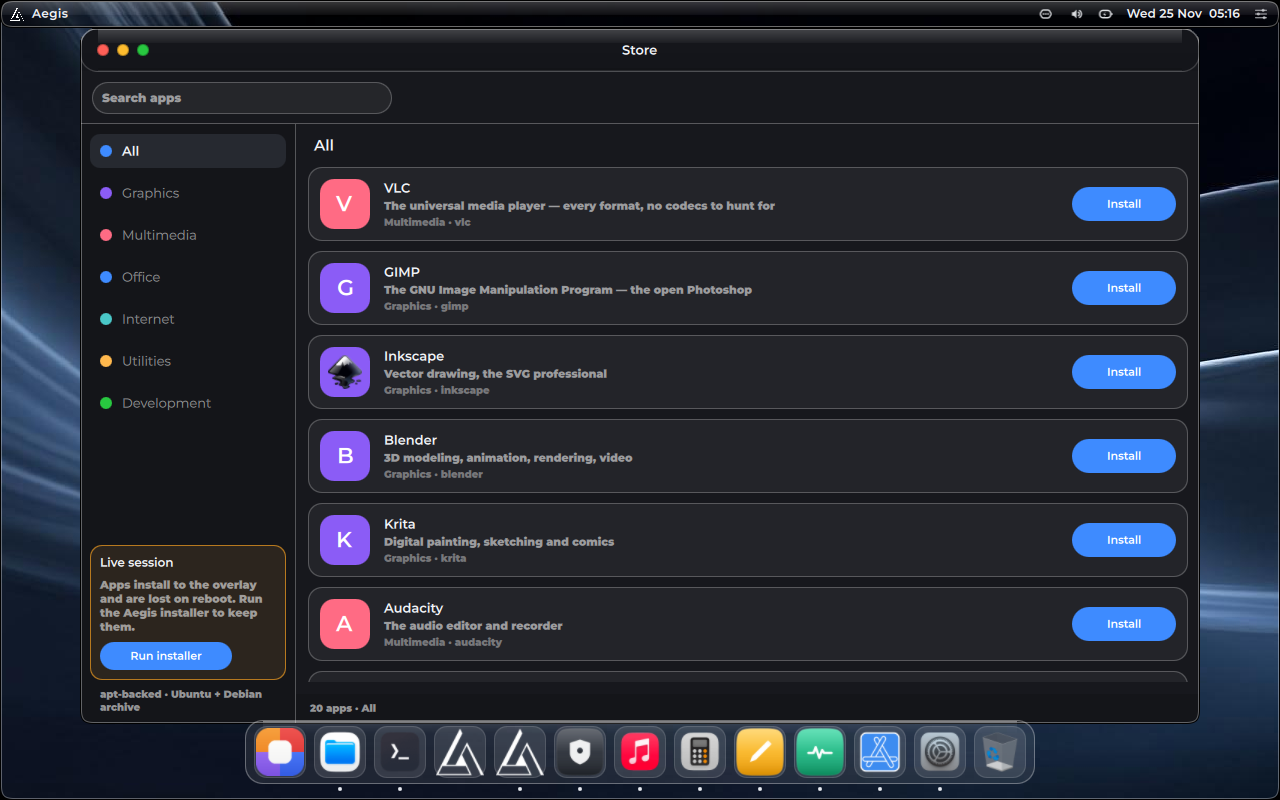 Aegis
Wed 25 Nov 05:16
Store
Search apps
All
Graphics
Multimedia
Office
Internet
Utilities
Development
Live session
Apps install to the overlay
and are lost on reboot. Run
the Aegis installer to keep
them.
Run installer
apt-backed · Ubuntu + Debian
archive
All
V
VLC
The universal media player — every format, no codecs to hunt for
Multimedia · vlc
Install
G
GIMP
The GNU Image Manipulation Program — the open Photoshop
Graphics · gimp
Install
Inkscape
Vector drawing, the SVG professional
Graphics · inkscape
Install
B
Blender
3D modeling, animation, rendering, video
Graphics · blender
Install
K
Krita
Digital painting, sketching and comics
Graphics · krita
Install
A
Audacity
The audio editor and recorder
Multimedia · audacity
Install
20 apps · All